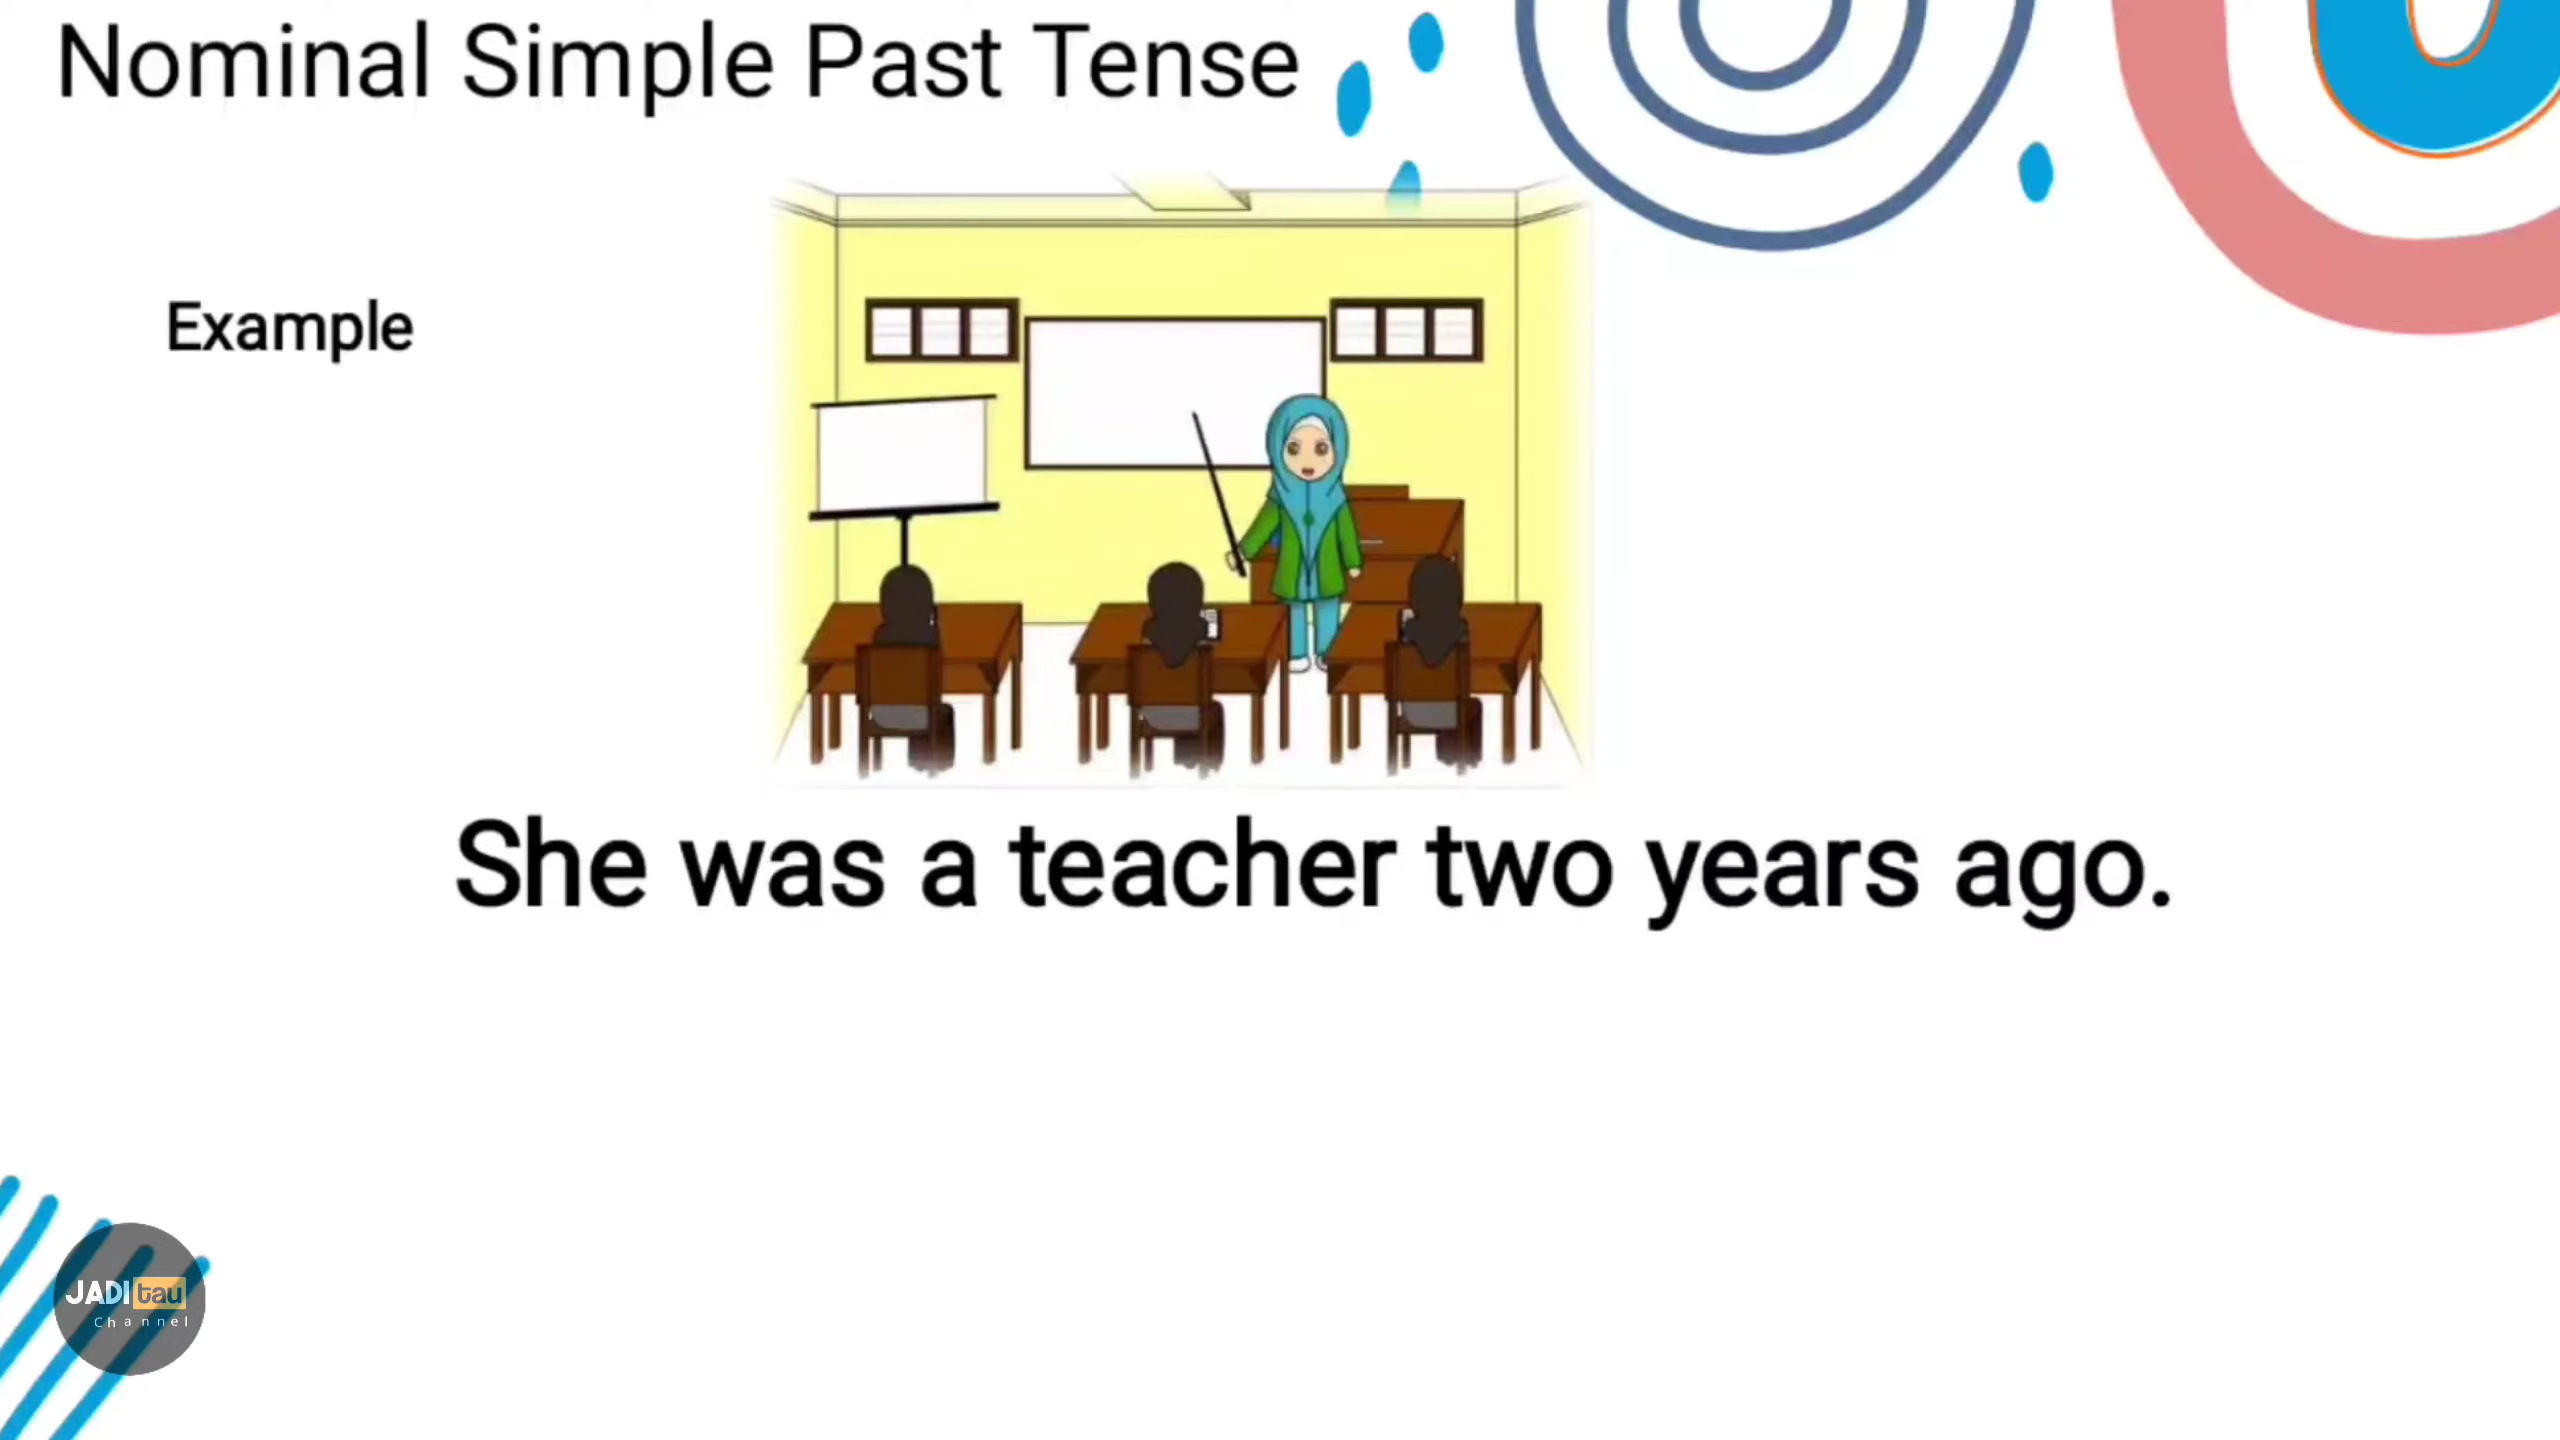 Nominal Simple Past Tense
Example
She was a teacher two years ago.
JADI tau
Channel